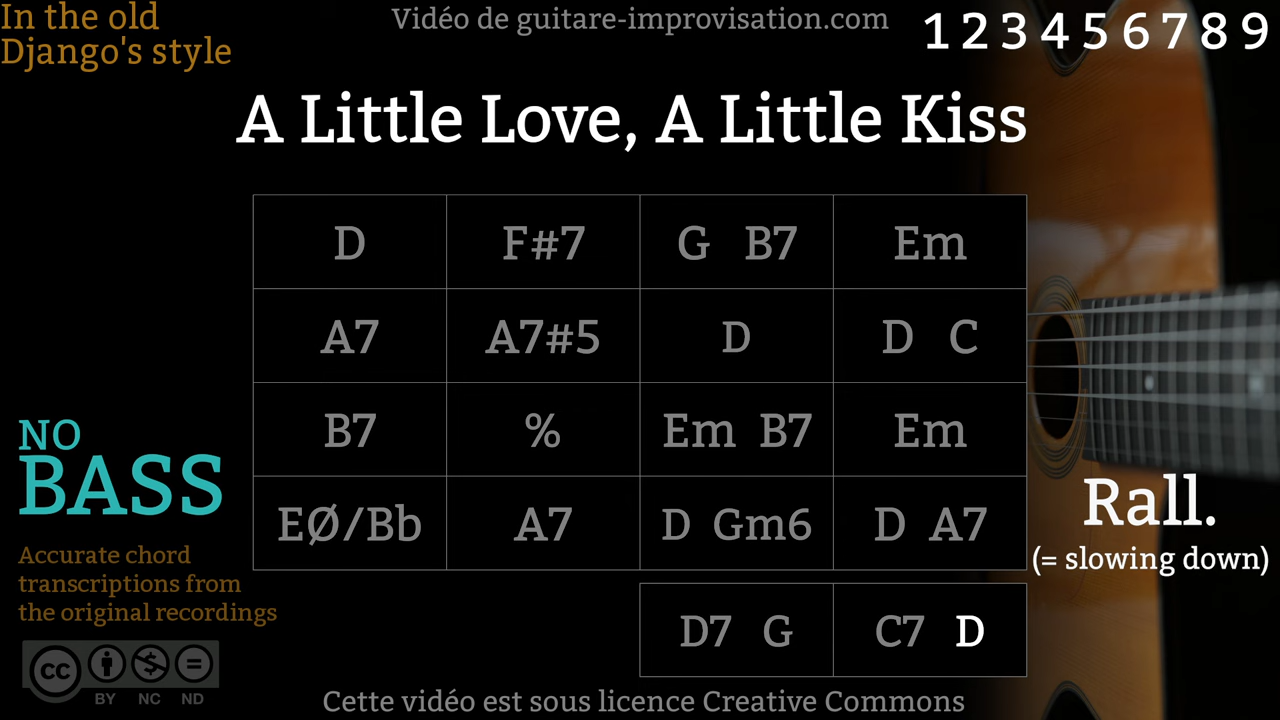 In the old
Django's style
Vidéo de guitare-improvisation.com
1 2 3 4 5 6 7 8 9
A Little Love, A Little Kiss
D F#7 G B7 Em
A7 A7#5 D D C
B7 % Em B7 Em
EØ/Bb A7 D Gm6 D A7
D7 G C7 D
NO
BASS
Rall.
(= slowing down)
Accurate chord
transcriptions from
the original recordings
cc
BY NC ND
Cette vidéo est sous licence Creative Commons